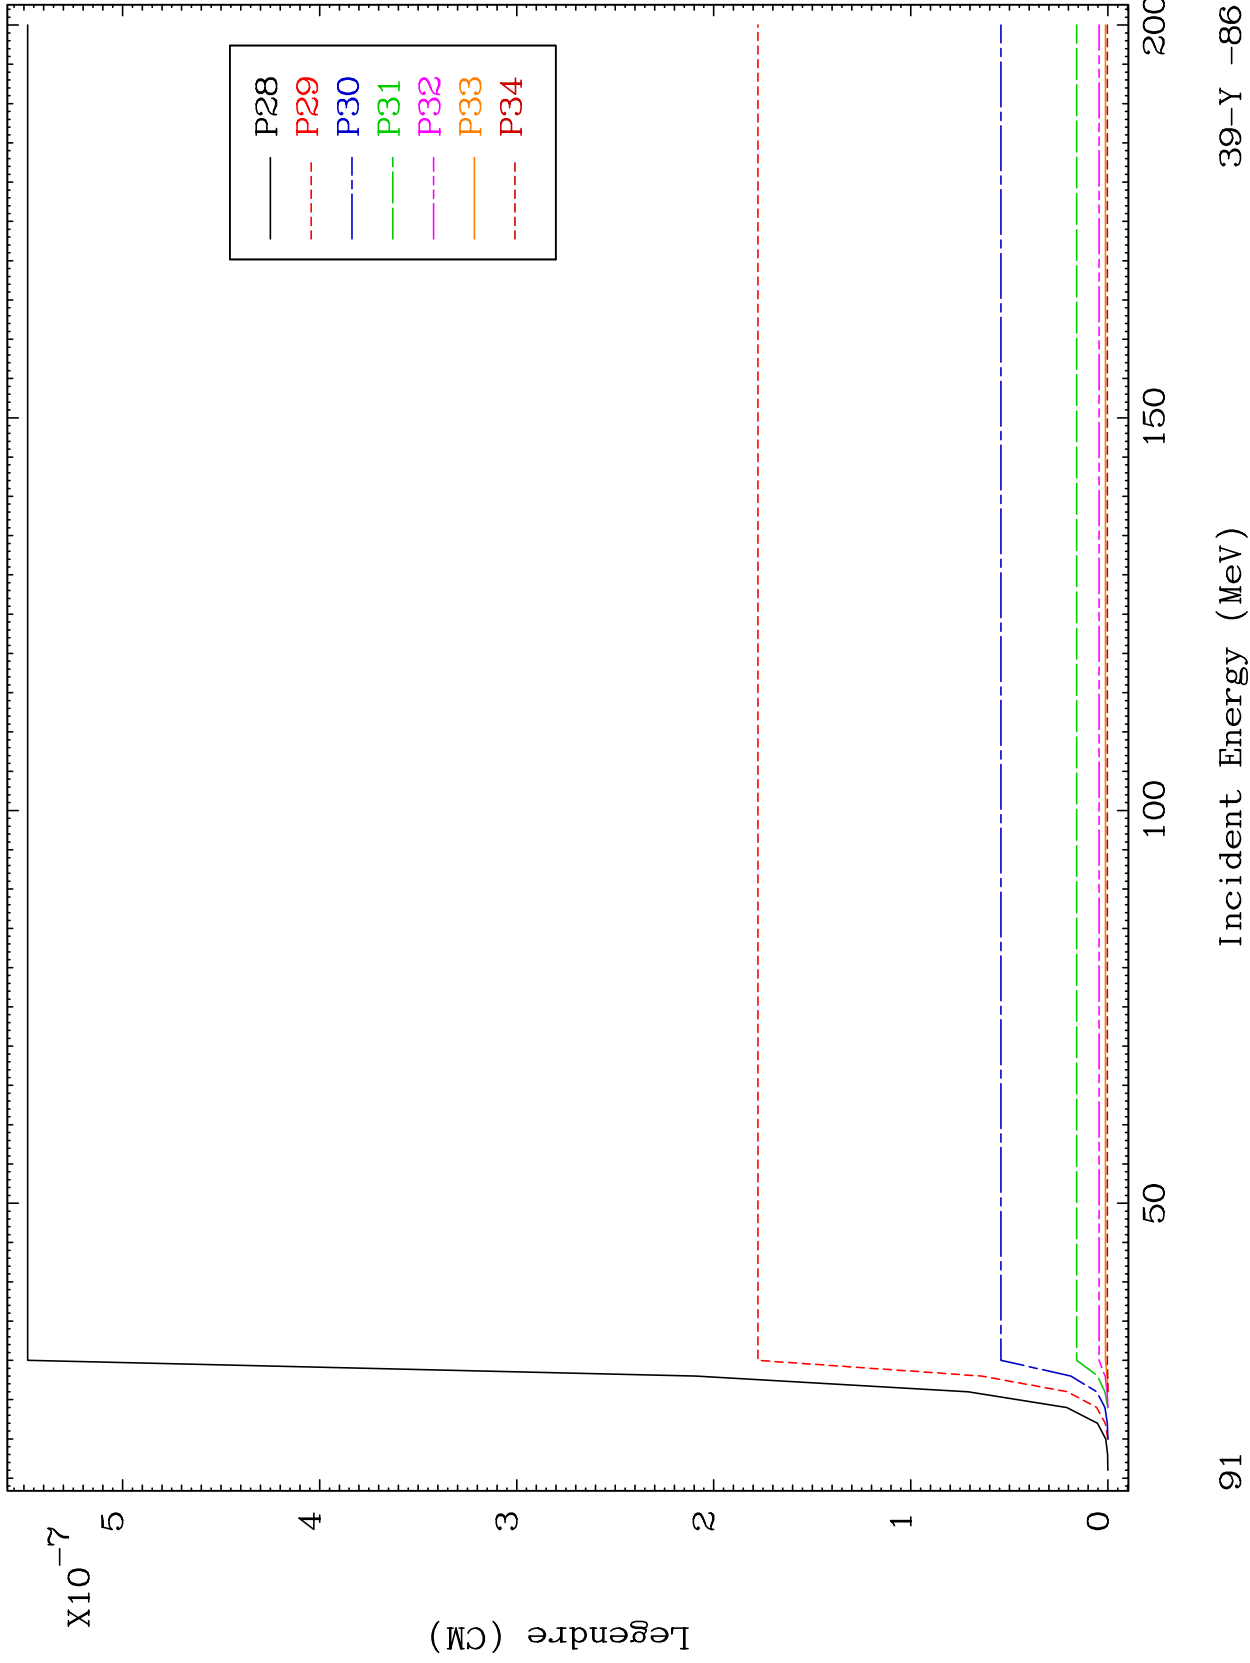 X10-7
Legendre (CM)
5
4
3
2
1
0
P28
P29
P30
P31
P32
P33
P34
50
100
150
200
Incident Energy (MeV)
91
39-Y -86